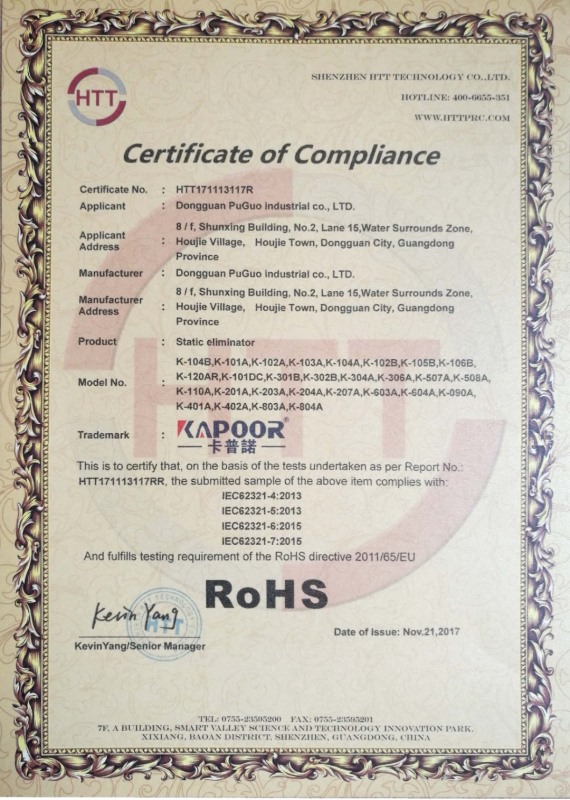 HTT
SHENZHEN HTT TECHNOLOGY CO.,LTD.
HOTLINE: 400-6655-351
WWW.HTTPRC.COM
Certificate of Compliance
Certificate No. : HTT171113117R
Applicant : Dongguan PuGuo industrial co., LTD.
Applicant Address : 8 / f, Shunxing Building, No.2, Lane 15,Water Surrounds Zone,
Houjie Village, Houjie Town, Dongguan City, Guangdong
Province
Manufacturer : Dongguan PuGuo industrial co., LTD.
Manufacturer Address : 8 / f, Shunxing Building, No.2, Lane 15,Water Surrounds Zone,
Houjie Village, Houjie Town, Dongguan City, Guangdong
Province
Product : Static eliminator
Model No. : K-104B,K-101A,K-102A,K-103A,K-104A,K-102B,K-105B,K-106B,
K-120AR,K-101DC,K-301B,K-302B,K-304A,K-306A,K-507A,K-508A,
K-110A,K-201A,K-203A,K-204A,K-207A,K-603A,K-604A,K-090A,
K-401A,K-402A,K-803A,K-804A
Trademark : KAPOOR®
卡普諾
This is to certify that, on the basis of the tests undertaken as per Report No.:
HTT171113117RR, the submitted sample of the above item complies with:
IEC62321-4:2013
IEC62321-5:2013
IEC62321-6:2015
IEC62321-7:2015
And fulfills testing requirement of the RoHS directive 2011/65/EU
RoHS
Kevin Yang
HTT
KevinYang/Senior Manager
Date of Issue: Nov.21,2017
TEL: 0755-23595200 FAX: 0755-23595201
7F, A BUILDING, SMART VALLEY SCIENCE AND TECHNOLOGY INNOVATION PARK,
XIXIANG, BAOAN DISTRICT, SHENZHEN, GUANGDONG, CHINA